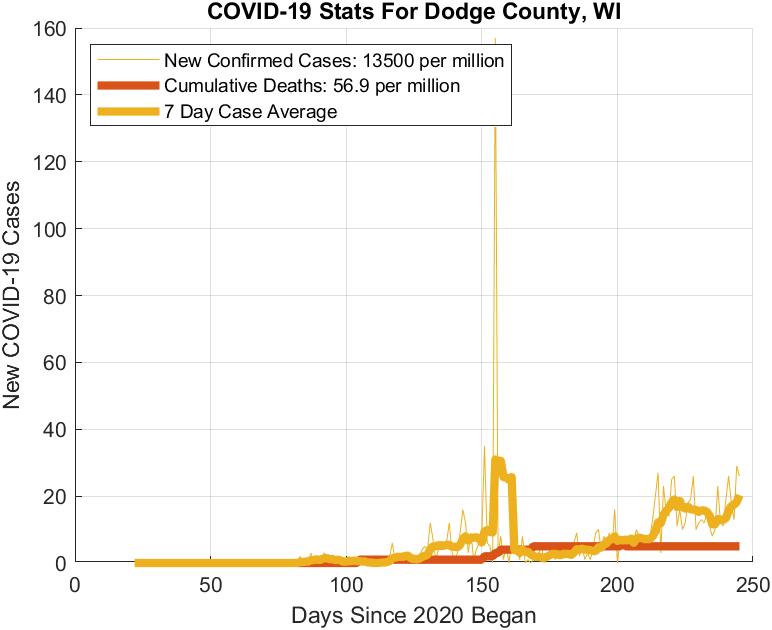 COVID-19 Stats For Dodge County, WI
New Confirmed Cases: 13500 per million
Cumulative Deaths: 56.9 per million
7 Day Case Average
New COVID-19 Cases
160
140
120
100
80
60
40
20
0
0 50 100 150 200 250
Days Since 2020 Began